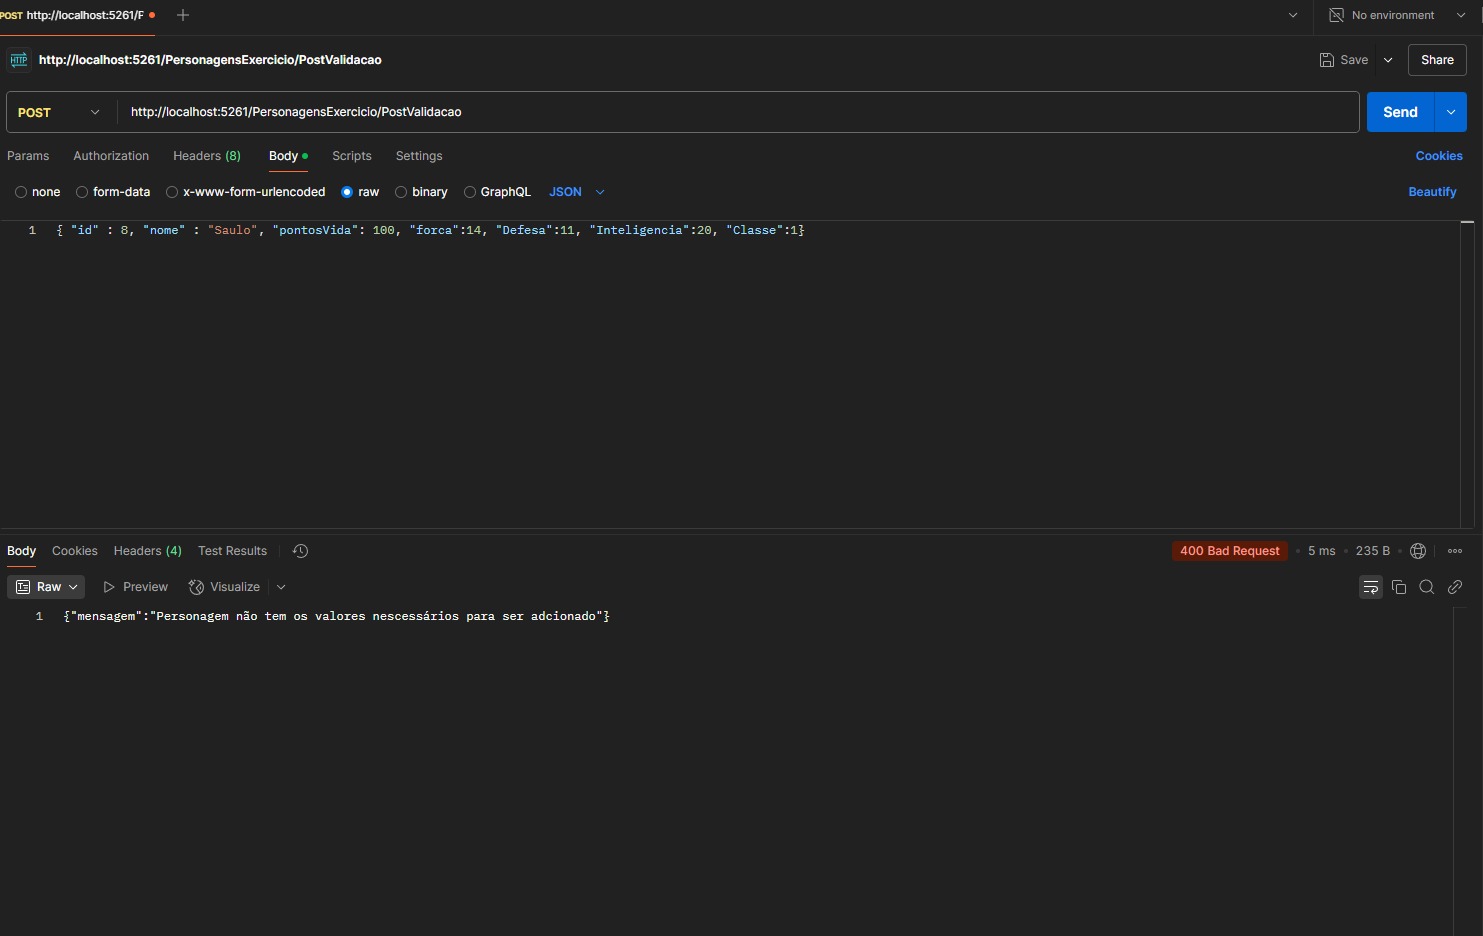 POST http://localhost:5261/F
No environment
HTTP http://localhost:5261/PersonagensExercicio/PostValidacao
Save
Share
POST
http://localhost:5261/PersonagensExercicio/PostValidacao
Send
Params Authorization Headers (8) Body Scripts Settings
Cookies
none form-data x-www-form-urlencoded raw binary GraphQL JSON
Beautify
1 { "id" : 8, "nome" : "Saulo", "pontosVida": 100, "forca":14, "Defesa":11, "Inteligencia":20, "Classe":1}
Body Cookies Headers (4) Test Results
400 Bad Request • 5 ms • 235 B
Raw Preview Visualize
1 {"mensagem":"Personagem não tem os valores nescessários para ser adcionado"}